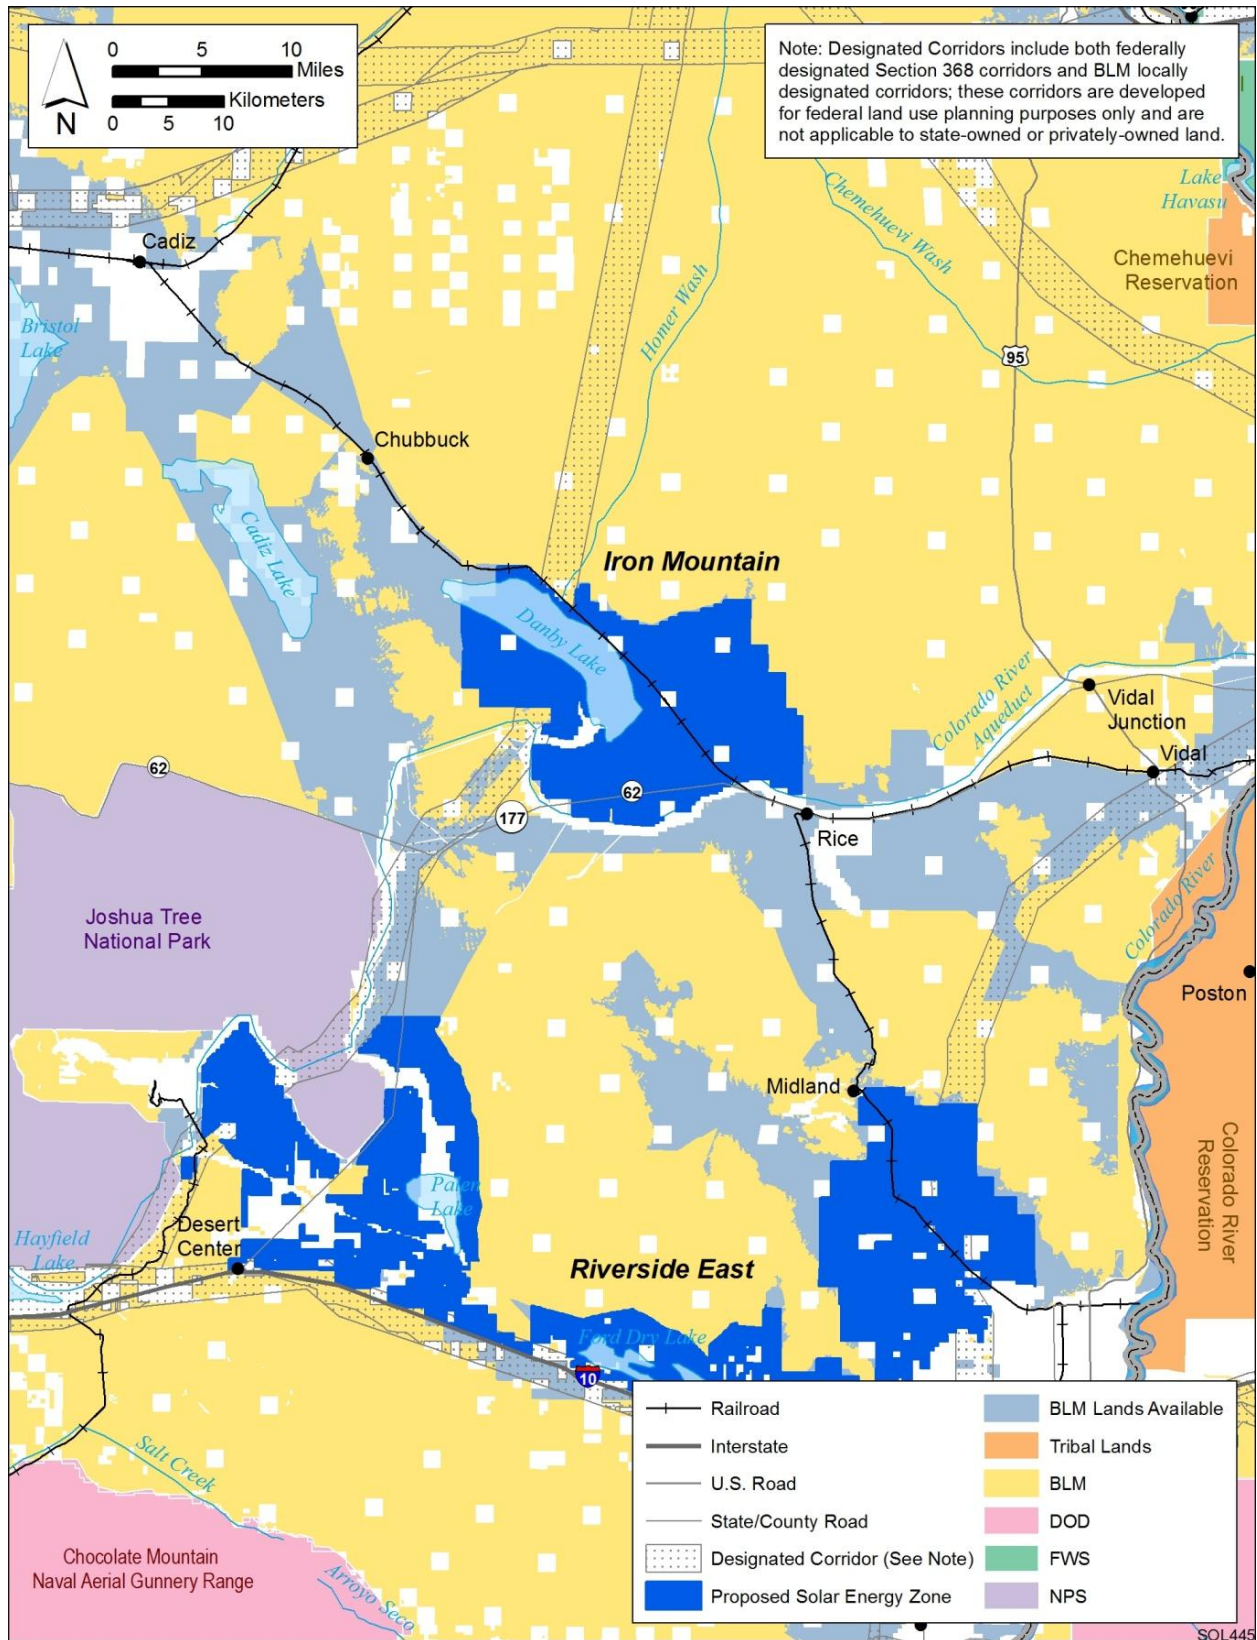 0 5 10
Miles
Kilometers
0 5 10
N
Note: Designated Corridors include both federally
designated Section 368 corridors and BLM locally
designated corridors; these corridors are developed
for federal land use planning purposes only and are
not applicable to state-owned or privately-owned land.
Lake
Havasu
Chemehuevi Wash
Cadiz
Chemehuevi
Reservation
Homer Wash
Bristol
Lake
95
Chubbuck
Cadiz Lake
Iron Mountain
Danby Lake
Colorado River
Aqueduct
Vidal
Junction
Vidal
62
62
177
Rice
Joshua Tree
National Park
Colorado River
Poston
Midland
Colorado River
Reservation
Palen
Lake
Desert
Center
Hayfield
Lake
Riverside East
Ford Dry Lake
10
Salt Creek
Chocolate Mountain
Naval Aerial Gunnery Range
Arroyo Seco
Railroad
Interstate
U.S. Road
State/County Road
Designated Corridor (See Note)
Proposed Solar Energy Zone
BLM Lands Available
Tribal Lands
BLM
DOD
FWS
NPS
SOL445